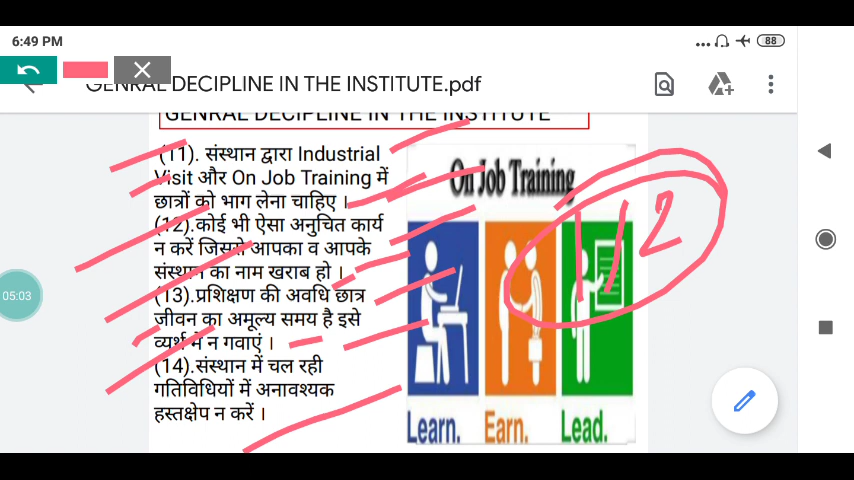 6:49 PM
88
GENRAL DECIPLINE IN THE INSTITUTE.pdf
GENRAL DECIPLINE IN THE INSTITUTE
(11). संस्थान द्वारा Industrial
Visit और On Job Training में
छात्रों को भाग लेना चाहिए ।
(12).कोई भी ऐसा अनुचित कार्य
न करें जिससे आपका व आपके
संस्थान का नाम खराब हो ।
(13).प्रशिक्षण की अवधि छात्र
जीवन का अमूल्य समय है इसे
व्यर्थ में न गवाएं ।
(14).संस्थान में चल रही
गतिविधियों में अनावश्यक
हस्तक्षेप न करें ।
On Job Training
Learn. Earn. Lead.
05:03